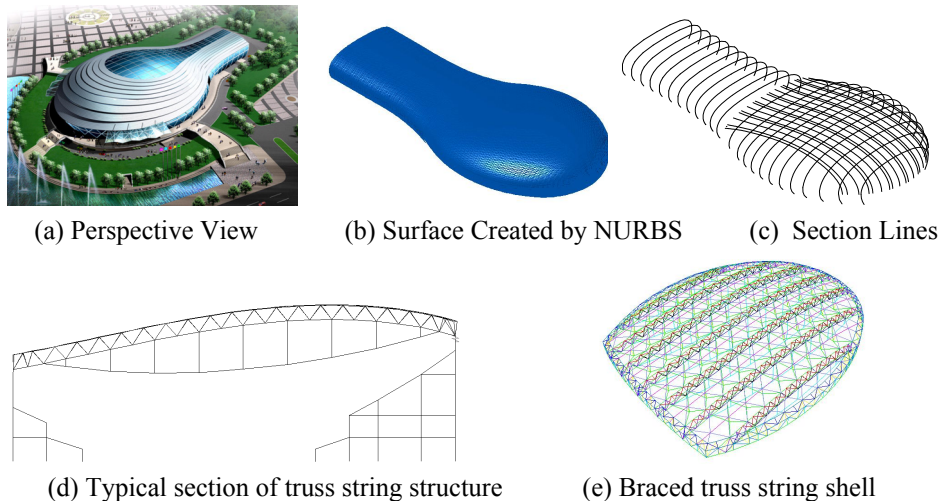 (a) Perspective View
(b) Surface Created by NURBS
(c) Section Lines
(d) Typical section of truss string structure
(e) Braced truss string shell